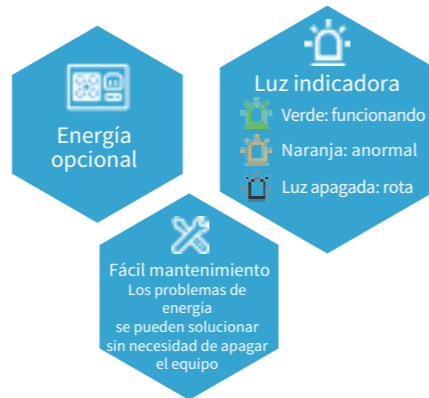 Energía
opcional
Luz indicadora
Verde: funcionando
Naranja: anormal
Luz apagada: rota
Fácil mantenimiento
Los problemas de
energía
se pueden solucionar
sin necesidad de apagar
el equipo